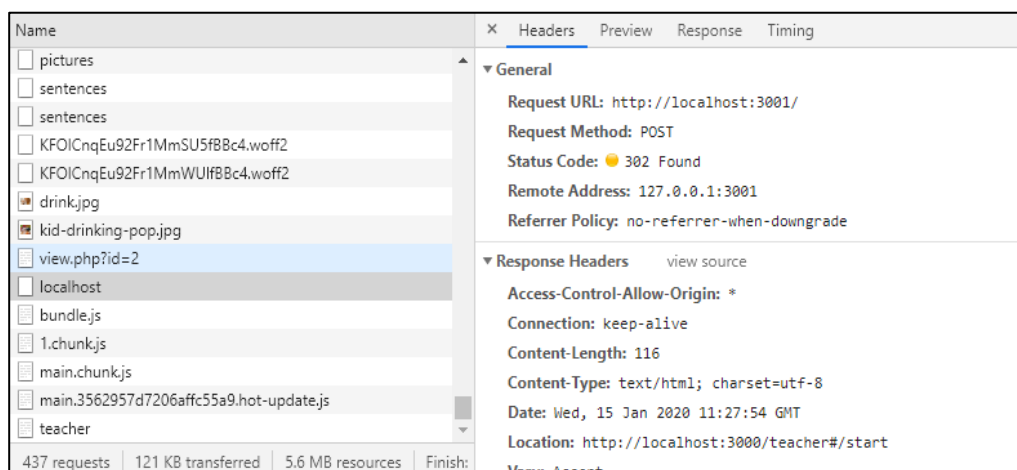 Name
pictures
sentences
sentences
KFOlCnqEu92Fr1MmSU5fBBc4.woff2
KFOlCnqEu92Fr1MmWUlfBBc4.woff2
drink.jpg
kid-drinking-pop.jpg
view.php?id=2
localhost
bundle.js
1.chunk.js
main.chunk.js
main.3562957d7206affc55a9.hot-update.js
teacher
437 requests 121 KB transferred 5.6 MB resources Finish:
× Headers Preview Response Timing
▼ General
Request URL: http://localhost:3001/
Request Method: POST
Status Code: 302 Found
Remote Address: 127.0.0.1:3001
Referrer Policy: no-referrer-when-downgrade
▼ Response Headers view source
Access-Control-Allow-Origin: *
Connection: keep-alive
Content-Length: 116
Content-Type: text/html; charset=utf-8
Date: Wed, 15 Jan 2020 11:27:54 GMT
Location: http://localhost:3000/teacher#/start
Vary: Accept